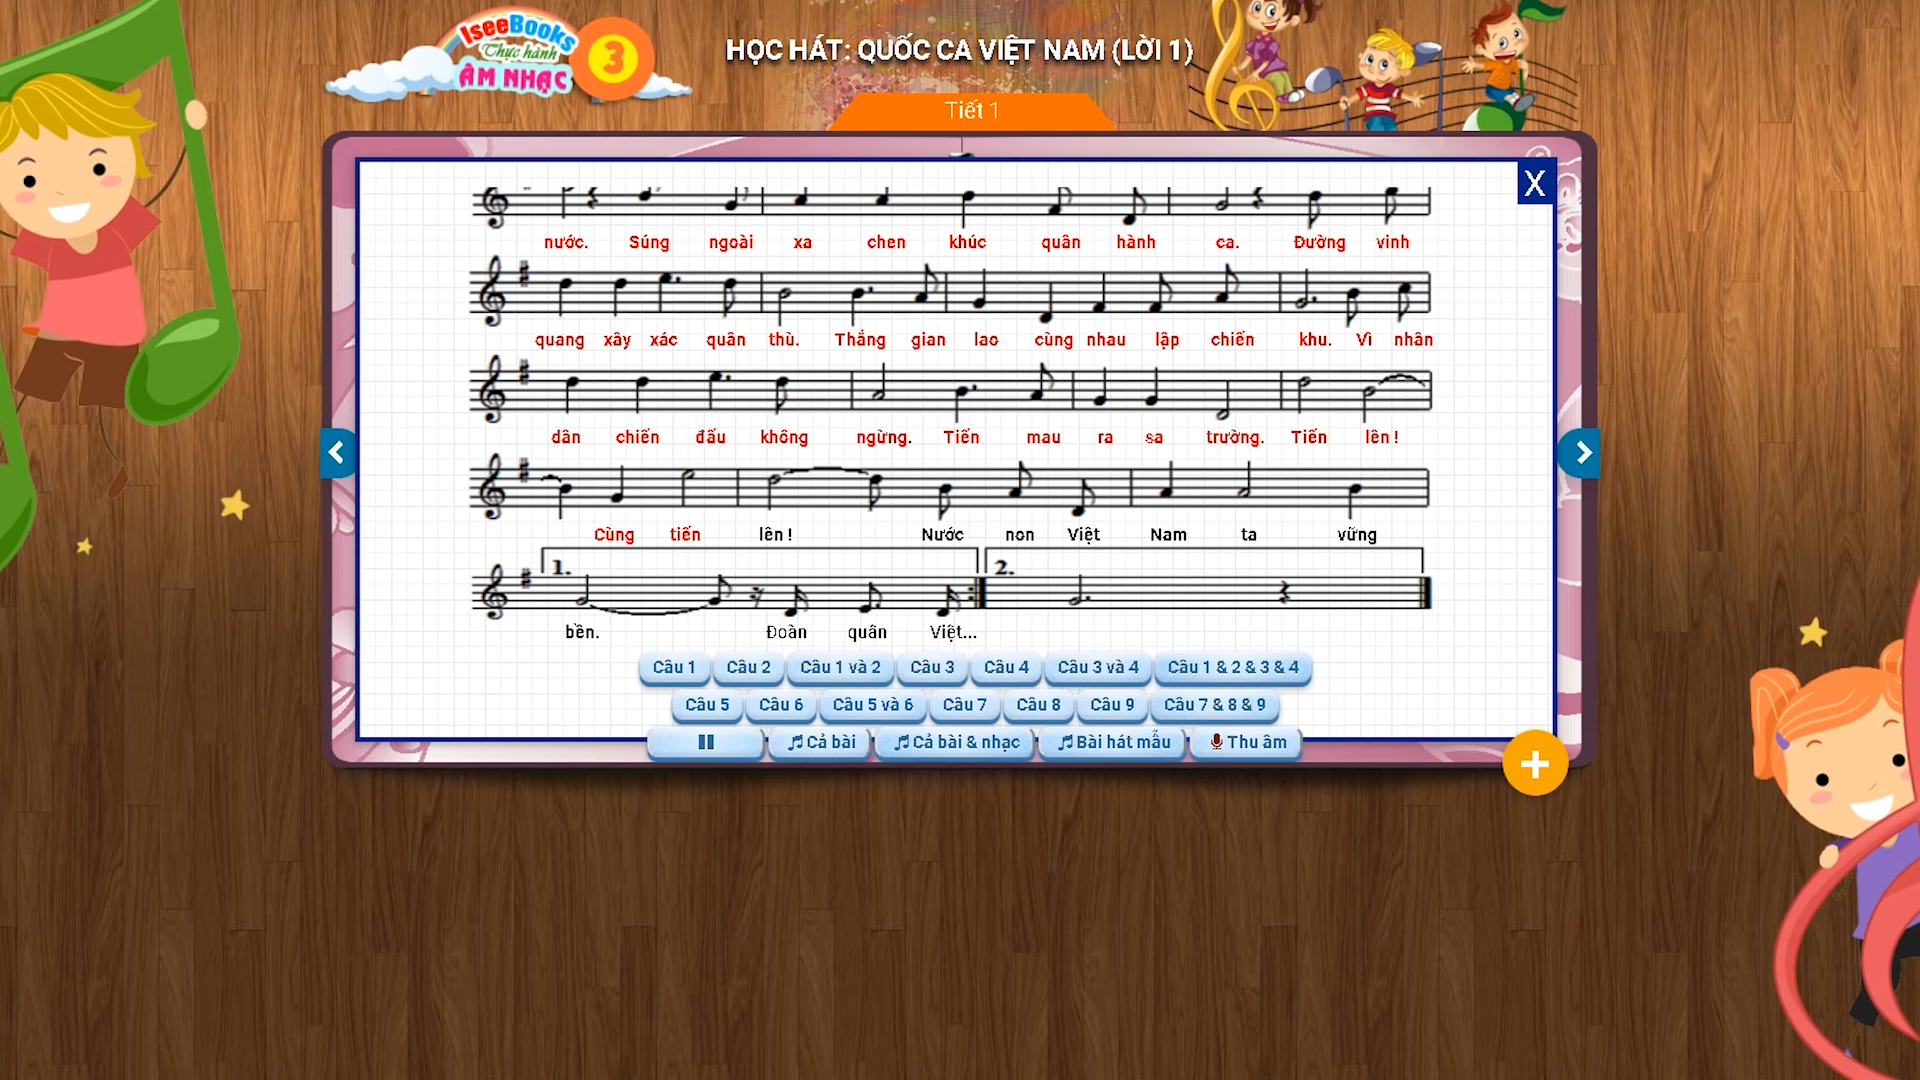 IseeBooks
Thực hành
ÂM NHẠC
3
HỌC HÁT: QUỐC CA VIỆT NAM (LỜI 1)
Tiết 1
X
nước. Súng ngoài xa chen khúc quân hành ca. Đường vinh
quang xây xác quân thù. Thắng gian lao cùng nhau lập chiến khu. Vì nhân
dân chiến đấu không ngừng. Tiến mau ra sa trường. Tiến lên !
Cùng tiến lên ! Nước non Việt Nam ta vững
1. 2.
bền. Đoàn quân Việt...
Câu 1 Câu 2 Câu 1 và 2 Câu 3 Câu 4 Câu 3 và 4 Câu 1 & 2 & 3 & 4
Câu 5 Câu 6 Câu 5 và 6 Câu 7 Câu 8 Câu 9 Câu 7 & 8 & 9
Cả bài Cả bài & nhạc Bài hát mẫu Thu âm